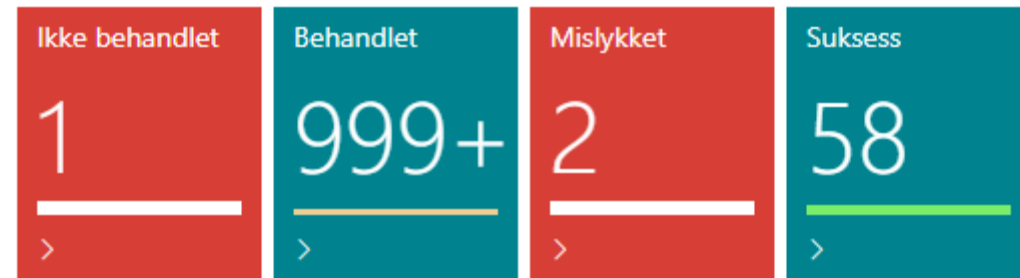 Ikke behandlet
1
Behandlet
999+
Mislykket
2
Suksess
58